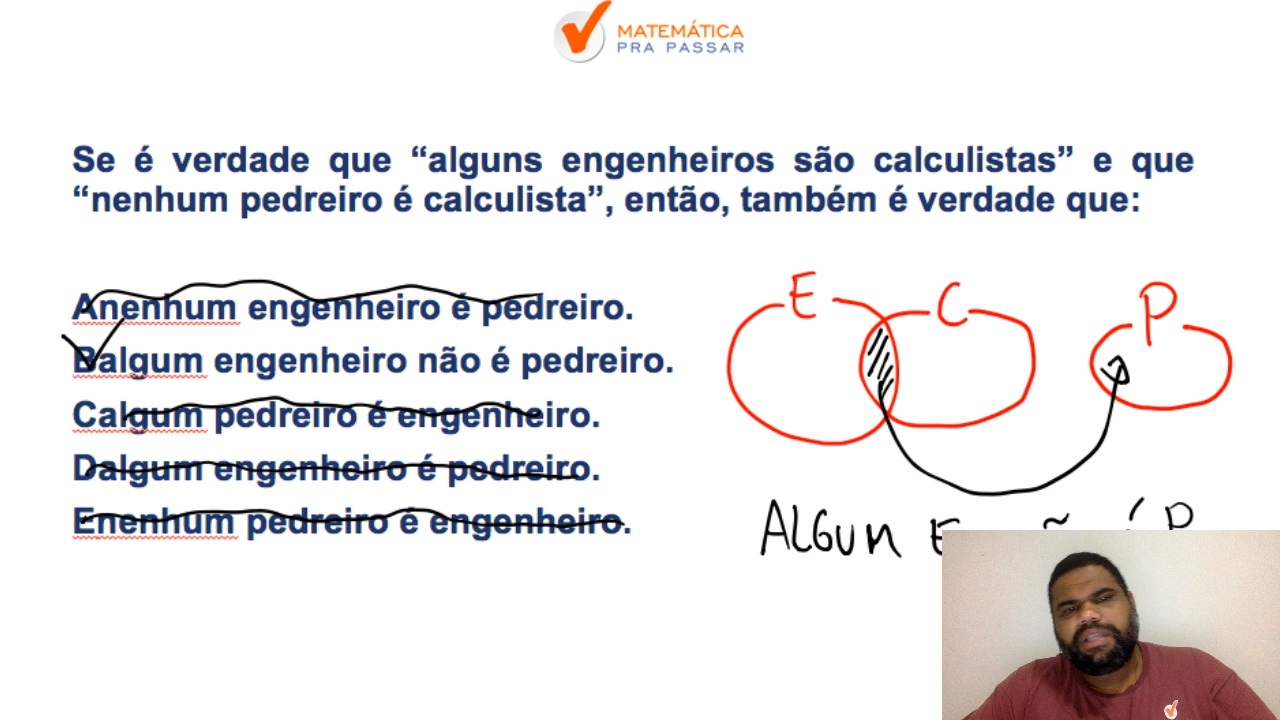 MATEMÁTICA
PRA PASSAR
Se é verdade que “alguns engenheiros são calculistas” e que
“nenhum pedreiro é calculista”, então, também é verdade que:
Anenhum engenheiro é pedreiro.
Balgum engenheiro não é pedreiro.
Calgum pedreiro é engenheiro.
Dalgum engenheiro é pedreiro.
Enenhum pedreiro é engenheiro.
E C P
ALGUM E